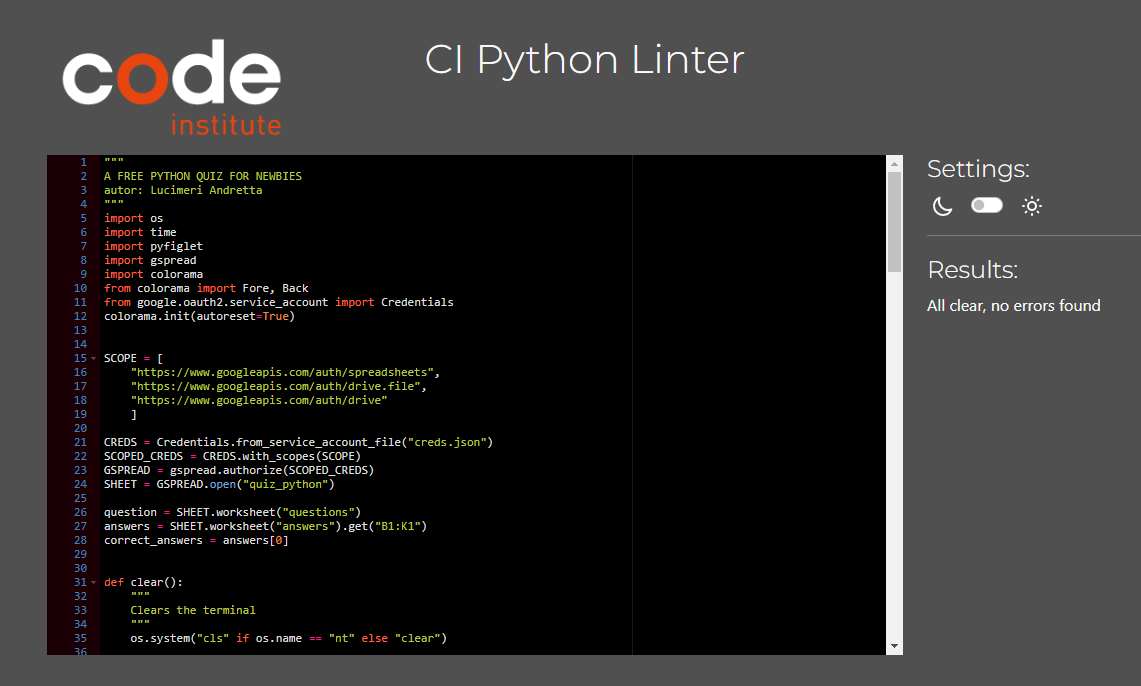 code
institute
CI Python Linter
1 """
2 A FREE PYTHON QUIZ FOR NEWBIES
3 autor: Lucimeri Andretta
4 """
5 import os
6 import time
7 import pyfiglet
8 import gspread
9 import colorama
10 from colorama import Fore, Back
11 from google.oauth2.service_account import Credentials
12 colorama.init(autoreset=True)
13
14
15 SCOPE = [
16     "https://www.googleapis.com/auth/spreadsheets",
17     "https://www.googleapis.com/auth/drive.file",
18     "https://www.googleapis.com/auth/drive"
19     ]
20
21 CREDS = Credentials.from_service_account_file("creds.json")
22 SCOPED_CREDS = CREDS.with_scopes(SCOPE)
23 GSPREAD = gspread.authorize(SCOPED_CREDS)
24 SHEET = GSPREAD.open("quiz_python")
25
26 question = SHEET.worksheet("questions")
27 answers = SHEET.worksheet("answers").get("B1:K1")
28 correct_answers = answers[0]
29
30
31 def clear():
32     """
33     Clears the terminal
34     """
35     os.system("cls" if os.name == "nt" else "clear")
36
Settings:
Results:
All clear, no errors found